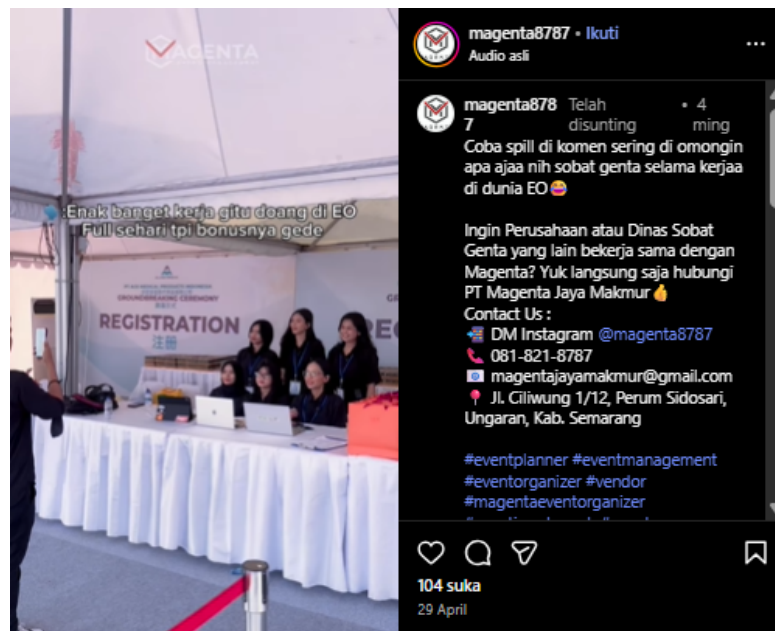 MAGENTA
:Enak banget kerja gitu doang di EO
Full sehari tpi bonusnya gede
GROUNDBREAKING CEREMONY
REGISTRATION
注册
magenta8787 • Ikuti
Audio asli
magenta878
7
Telah
disunting
• 4
ming
Coba spill di komen sering di omongin
apa ajaa nih sobat genta selama kerjaa
di dunia EO😂
Ingin Perusahaan atau Dinas Sobat
Genta yang lain bekerja sama dengan
Magenta? Yuk langsung saja hubungi
PT Magenta Jaya Makmur👍
Contact Us :
📲 DM Instagram @magenta8787
📞 081-821-8787
📧 magentajayamakmur@gmail.com
📍 Jl. Ciliwung 1/12, Perum Sidosari,
Ungaran, Kab. Semarang
#eventplanner #eventmanagement
#eventorganizer #vendor
#magentaeventorganizer
104 suka
29 April